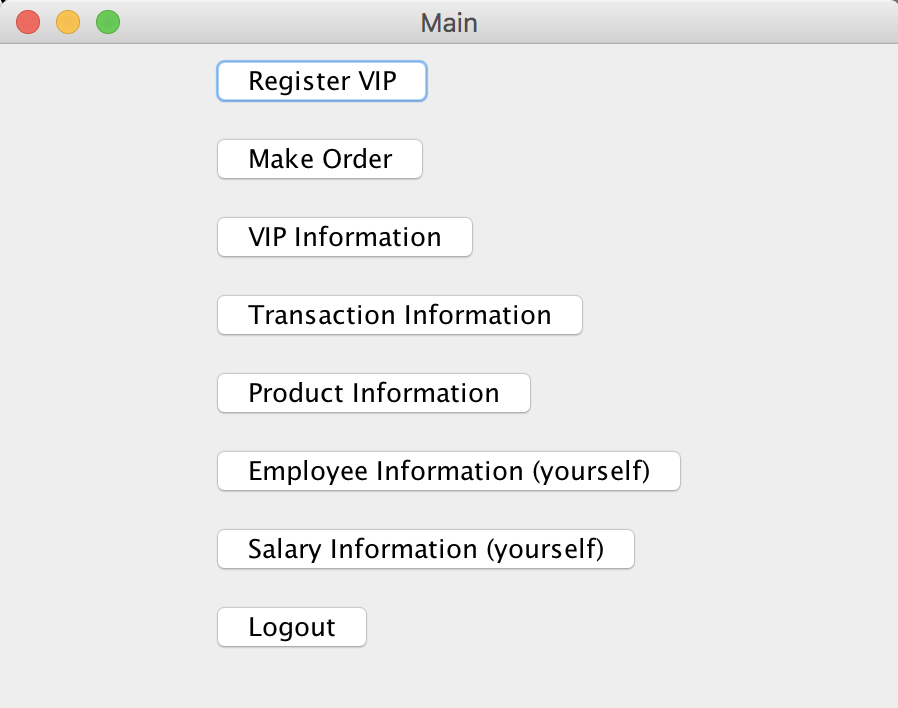 Main
Register VIP
Make Order
VIP Information
Transaction Information
Product Information
Employee Information (yourself)
Salary Information (yourself)
Logout